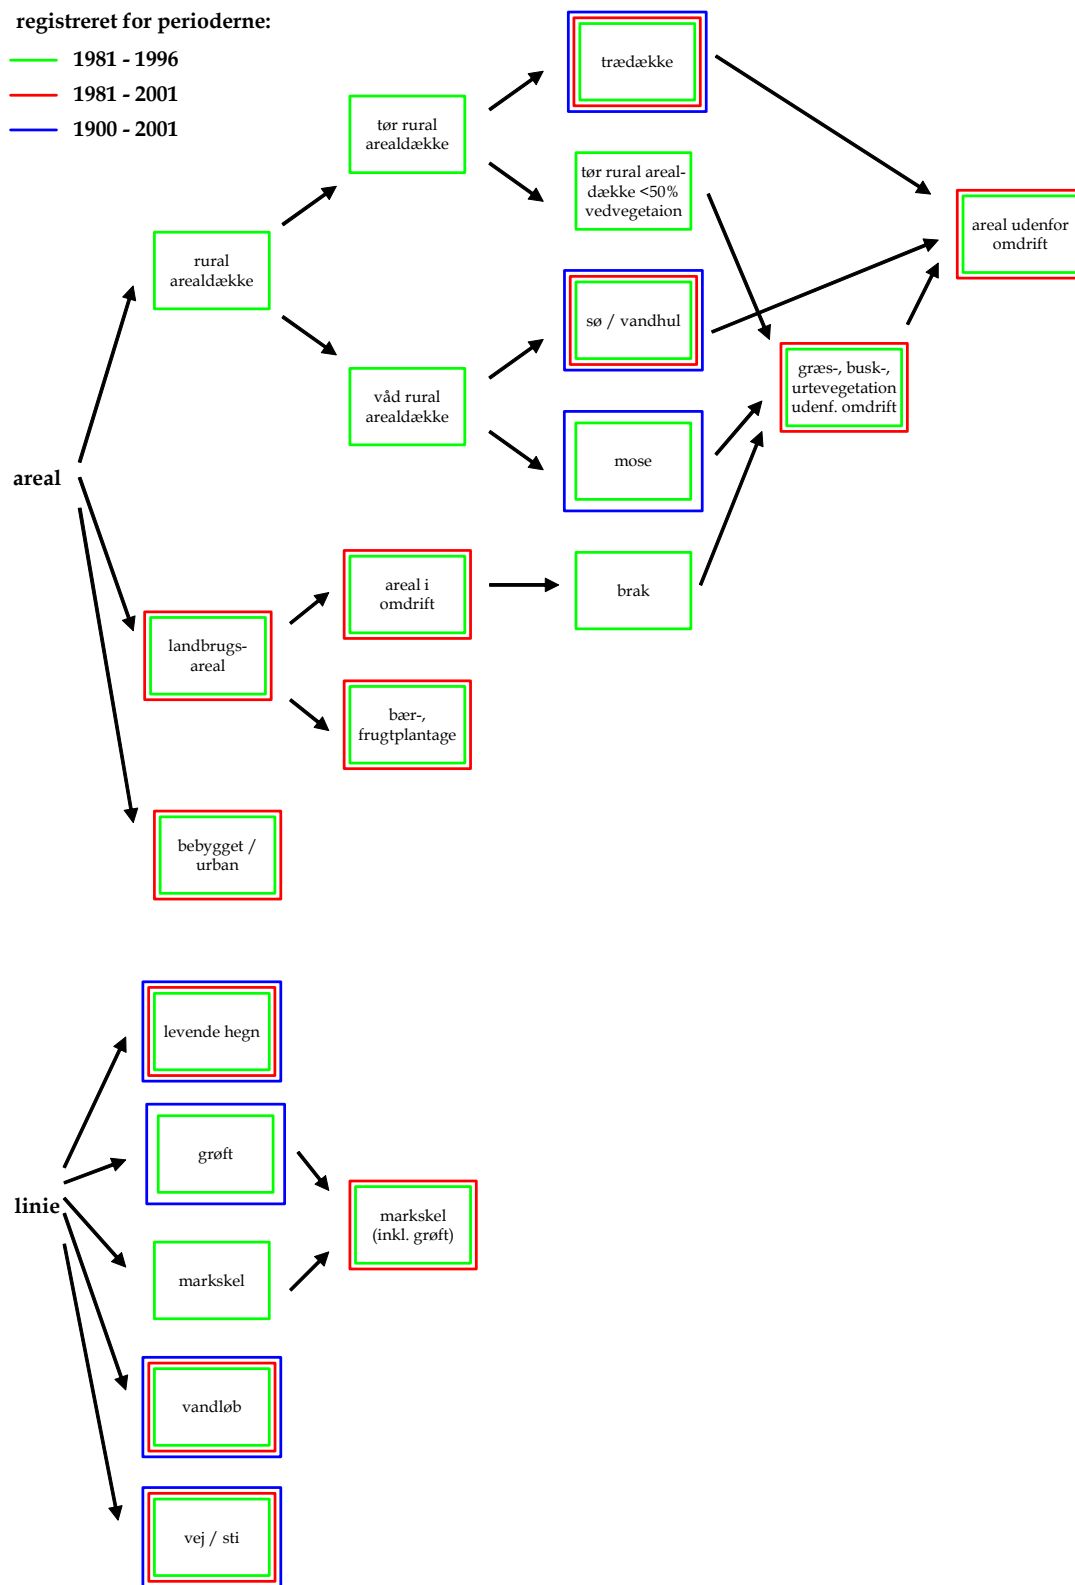 registreret for perioderne:
1981 - 1996
1981 - 2001
1900 - 2001
trædække
tør rural
arealdække
tør rural areal-
dække <50%
vedvegetaion
areal udenfor
omdrift
rural
arealdække
sø / vandhul
græs-, busk-,
urtevegetation
udenf. omdrift
våd rural
arealdække
mose
areal
areal i
omdrift
brak
landbrugs-
areal
bær-,
frugtplantage
bebygget /
urban
levende hegn
grøft
linie
markskel
(inkl. grøft)
markskel
vandløb
vej / sti